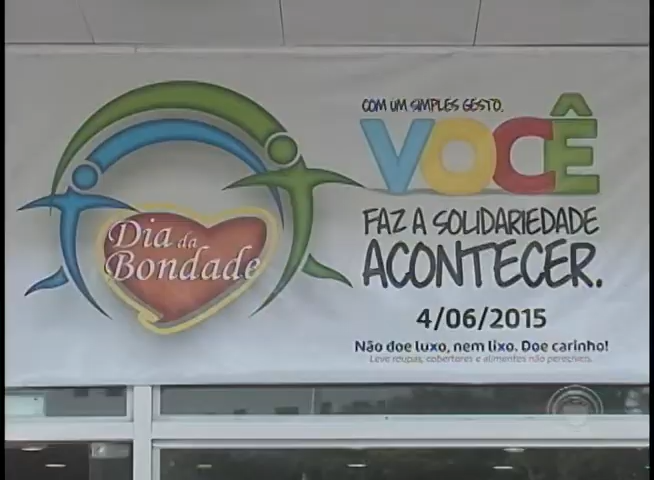 Dia da
Bondade
COM UM SIMPLES GESTO,
VOCÊ
FAZ A SOLIDARIEDADE
ACONTECER.
4/06/2015
Não doe luxo, nem lixo. Doe carinho!
Leve roupas, cobertores e alimentos não perecíveis.